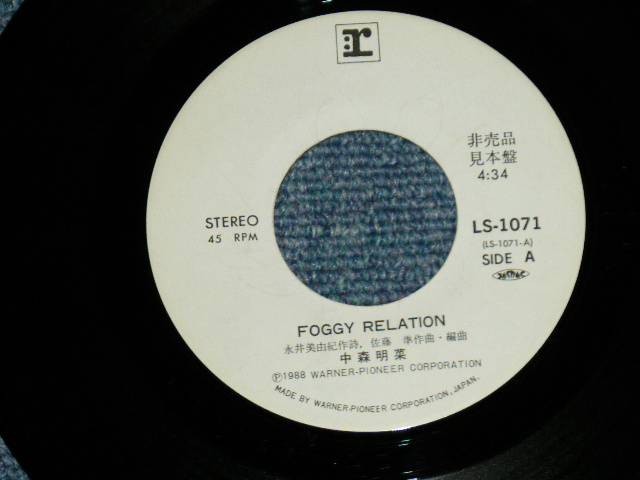 r
非売品
見本盤
4:34
STEREO
45 RPM
LS-1071
(LS-1071-A)
SIDE A
FOGGY RELATION
永井美由紀作詩, 佐藤 準作曲・編曲
中森明菜
Ⓟ1988 WARNER-PIONEER CORPORATION
MADE BY WARNER-PIONEER CORPORATION, JAPAN.